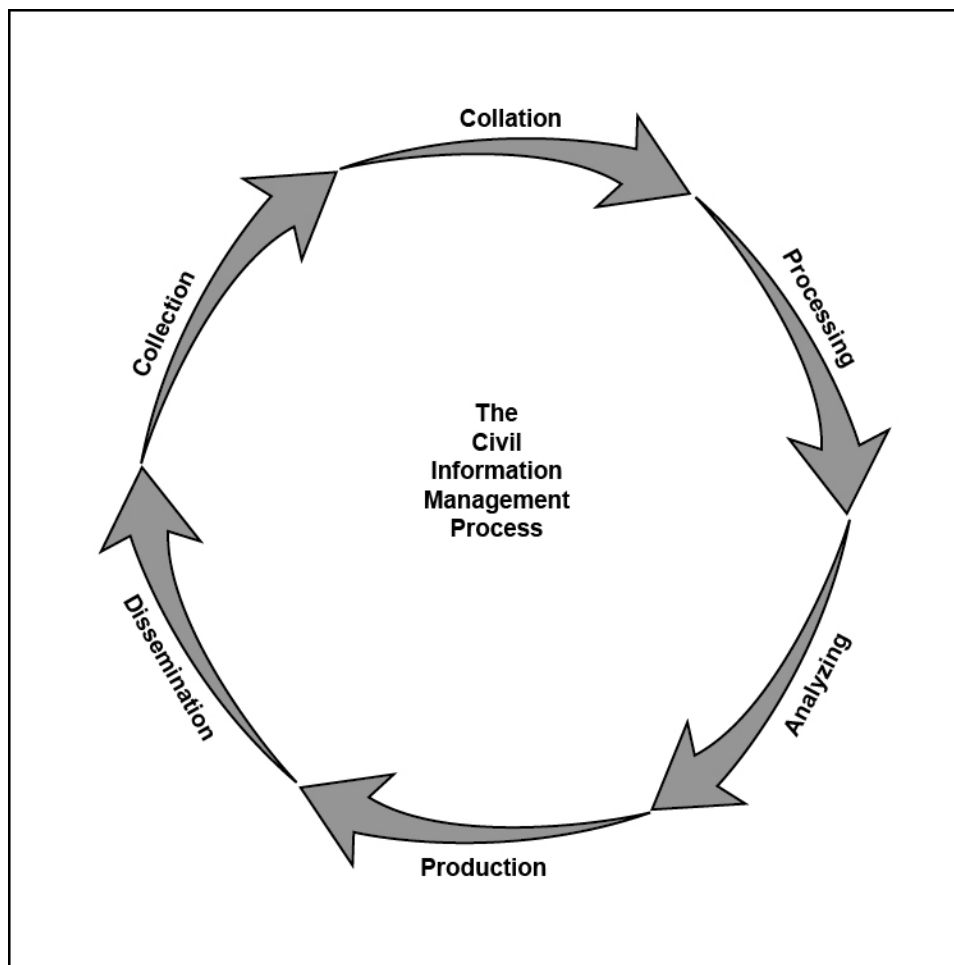 Collation
Processing
Collection
The
Civil
Information
Management
Process
Analyzing
Dissemination
Production